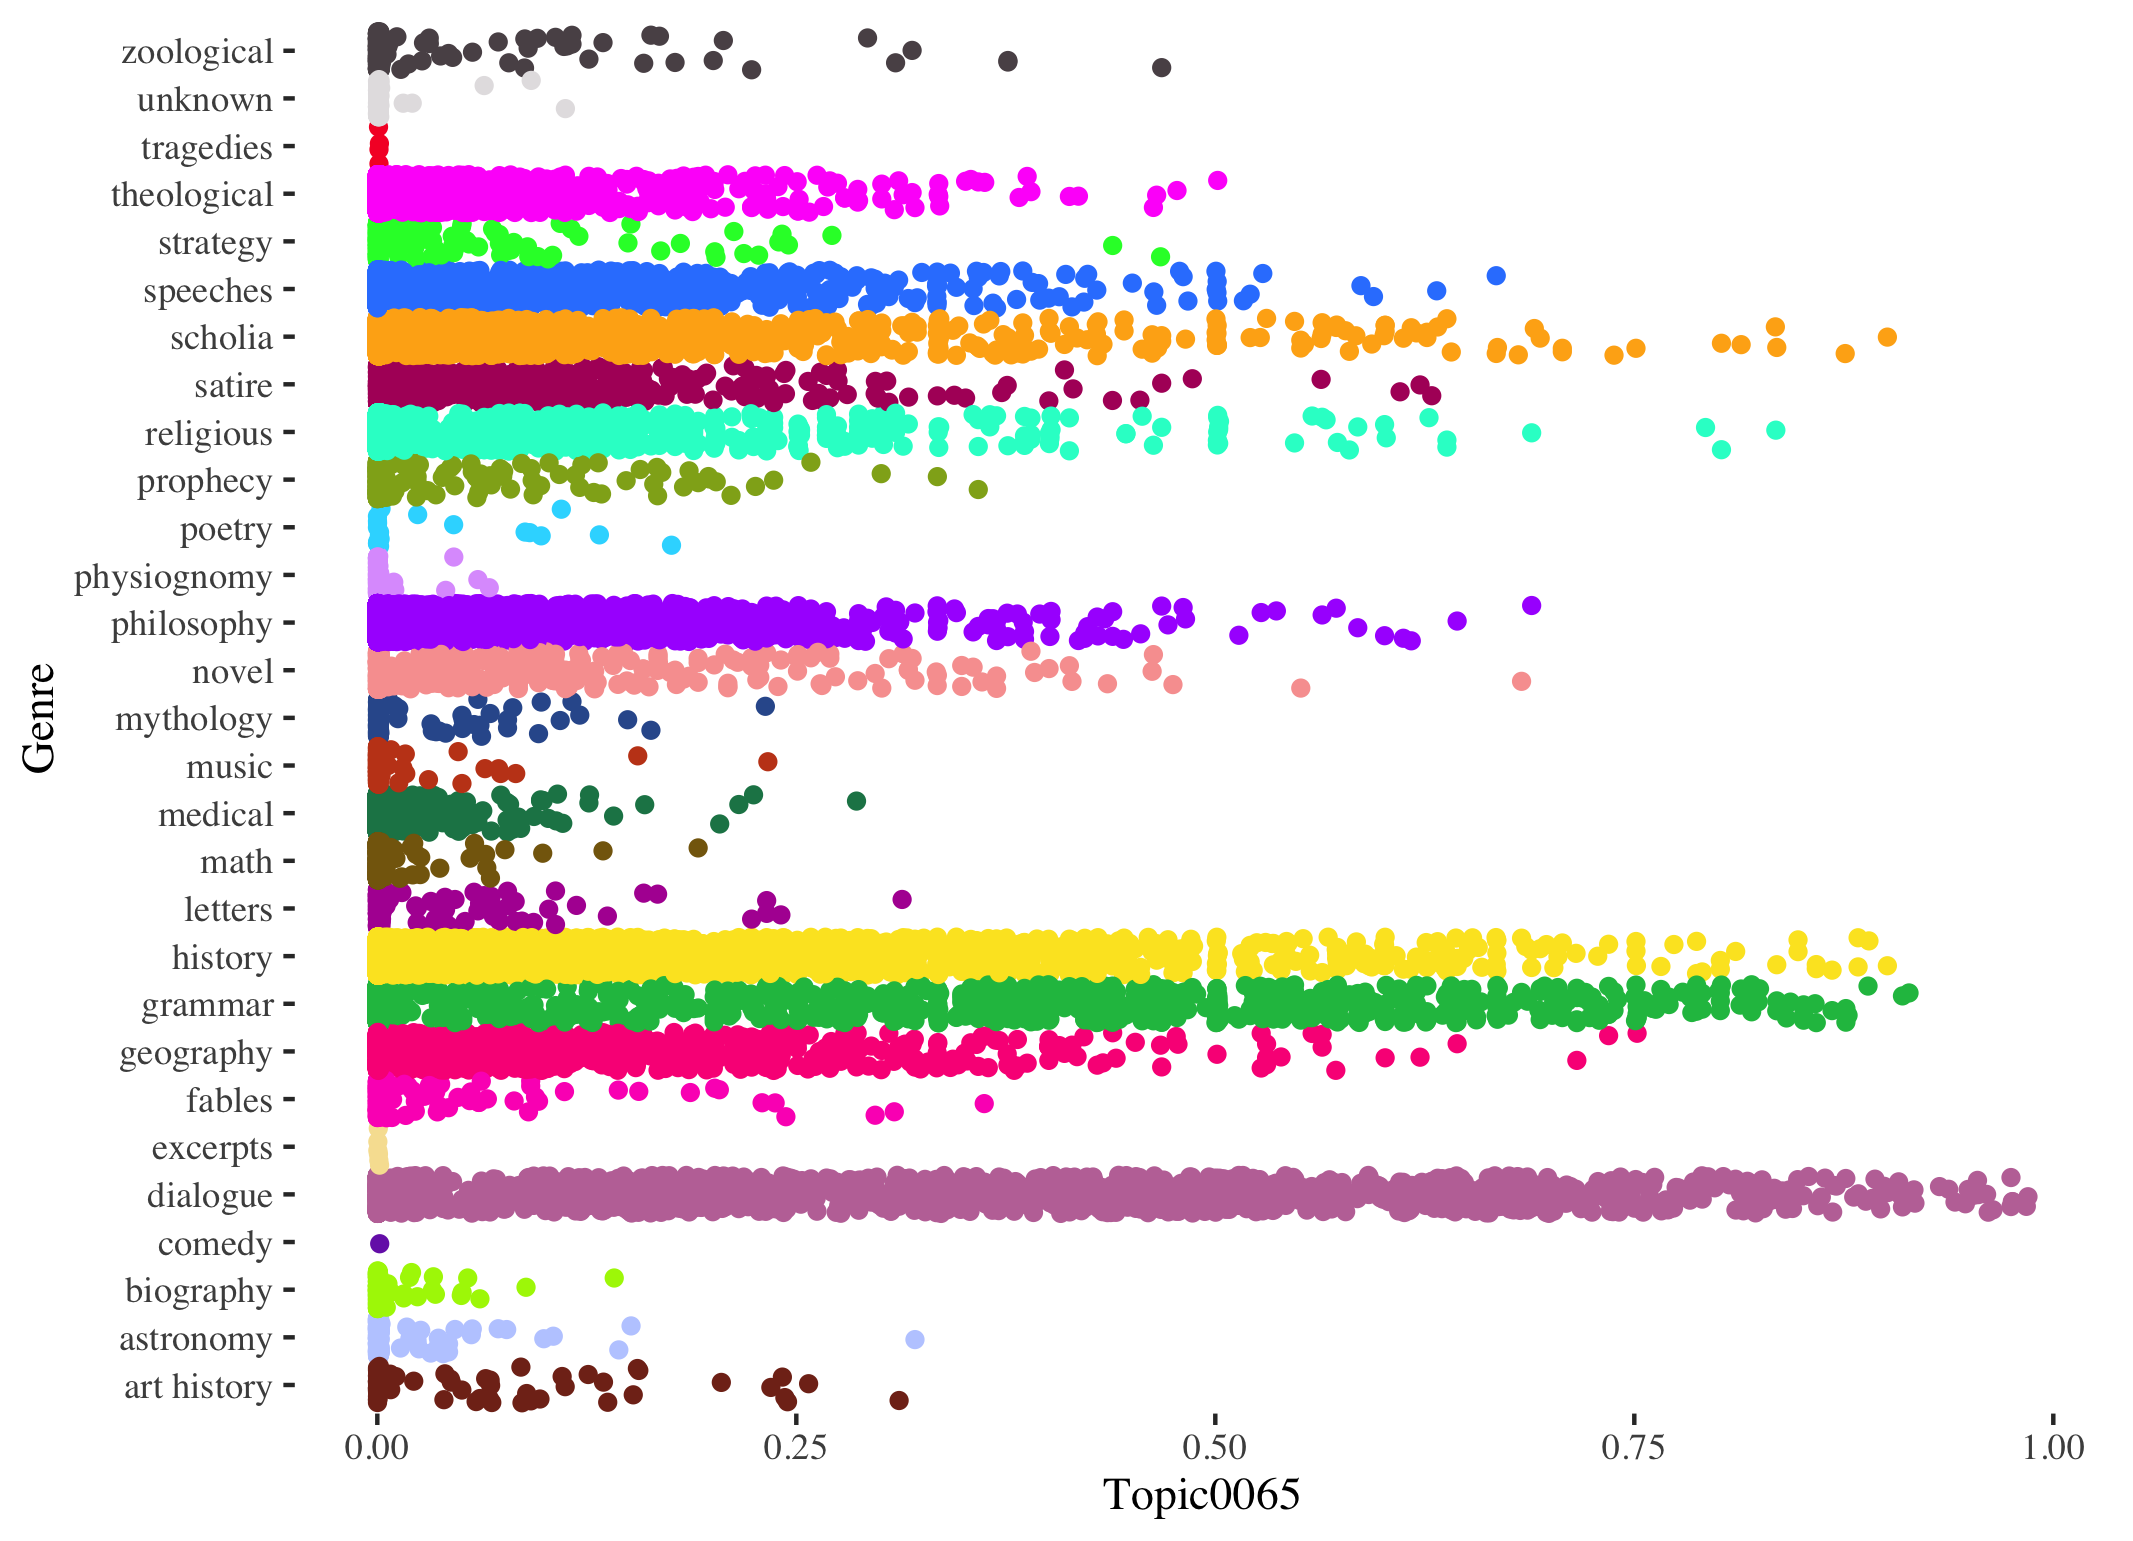 zoological
unknown
tragedies
theological
strategy
speeches
scholia
satire
religious
prophecy
poetry
physiognomy
philosophy
novel
mythology
music
medical
math
letters
history
grammar
geography
fables
excerpts
dialogue
comedy
biography
astronomy
art history
Genre
0.00 0.25 0.50 0.75 1.00
Topic0065